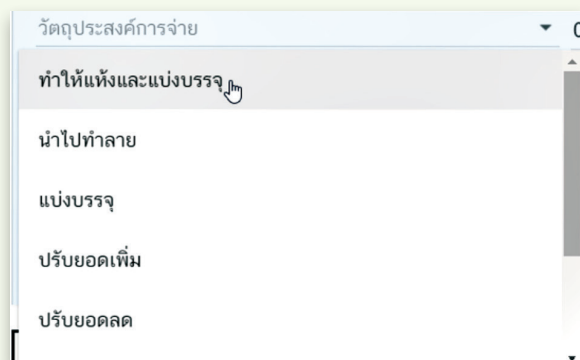 วัตถุประสงค์การจ่าย
ทำให้แห้งและแบ่งบรรจุ
นำไปทำลาย
แบ่งบรรจุ
ปรับยอดเพิ่ม
ปรับยอดลด